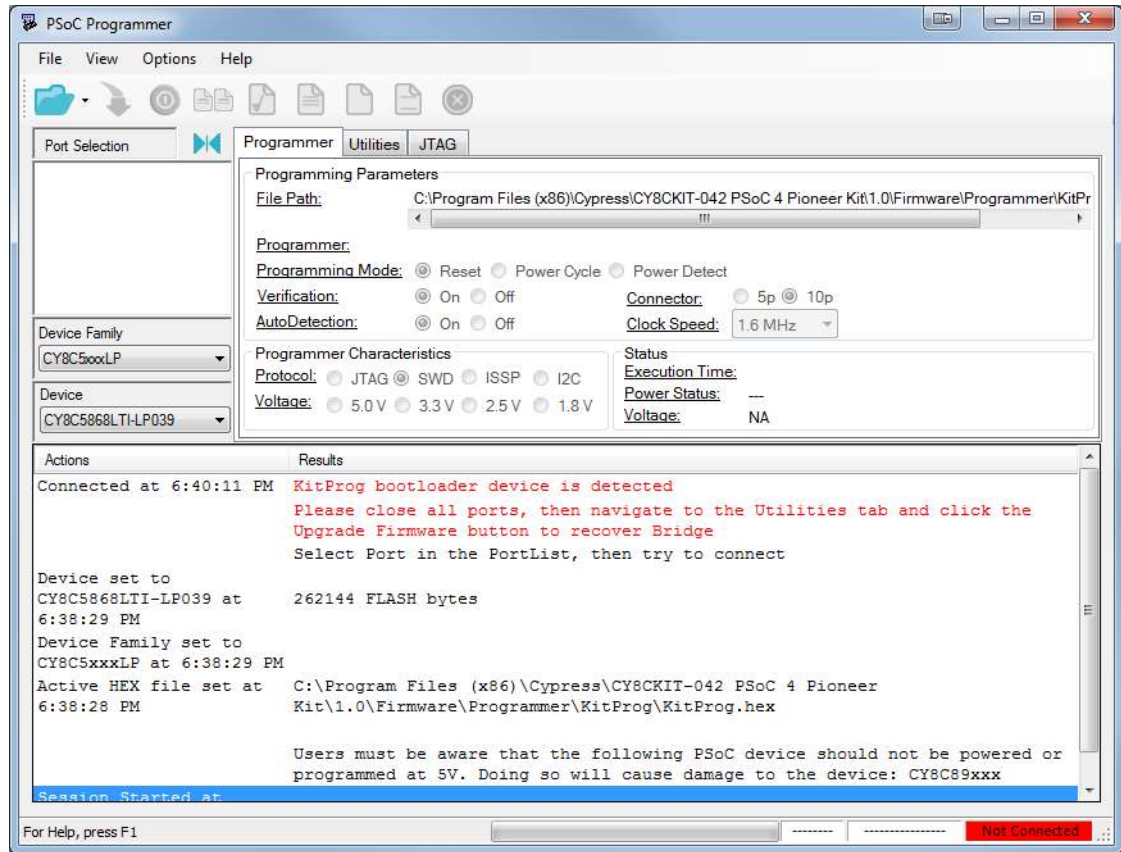 PSoC Programmer
File View Options Help
Port Selection
Programmer Utilities JTAG
Programming Parameters
File Path: C:\Program Files (x86)\Cypress\CY8CKIT-042 PSoC 4 Pioneer Kit\1.0\Firmware\Programmer\KitPr
Programmer:
Programming Mode: Reset Power Cycle Power Detect
Verification: On Off Connector: 5p 10p
AutoDetection: On Off Clock Speed: 1.6 MHz
Device Family
CY8C5xxxLP
Device
CY8C5868LTI-LP039
Programmer Characteristics
Protocol: JTAG SWD ISSP I2C
Voltage: 5.0 V 3.3 V 2.5 V 1.8 V
Status
Execution Time:
Power Status: ---
Voltage: NA
Actions Results
Connected at 6:40:11 PM KitProg bootloader device is detected
Please close all ports, then navigate to the Utilities tab and click the
Upgrade Firmware button to recover Bridge
Select Port in the PortList, then try to connect
Device set to
CY8C5868LTI-LP039 at 262144 FLASH bytes
6:38:29 PM
Device Family set to
CY8C5xxxLP at 6:38:29 PM
Active HEX file set at C:\Program Files (x86)\Cypress\CY8CKIT-042 PSoC 4 Pioneer
6:38:28 PM Kit\1.0\Firmware\Programmer\KitProg\KitProg.hex
Users must be aware that the following PSoC device should not be powered or
programmed at 5V. Doing so will cause damage to the device: CY8C89xxx
Session Started at
For Help, press F1 -------- ---------------- Not Connected